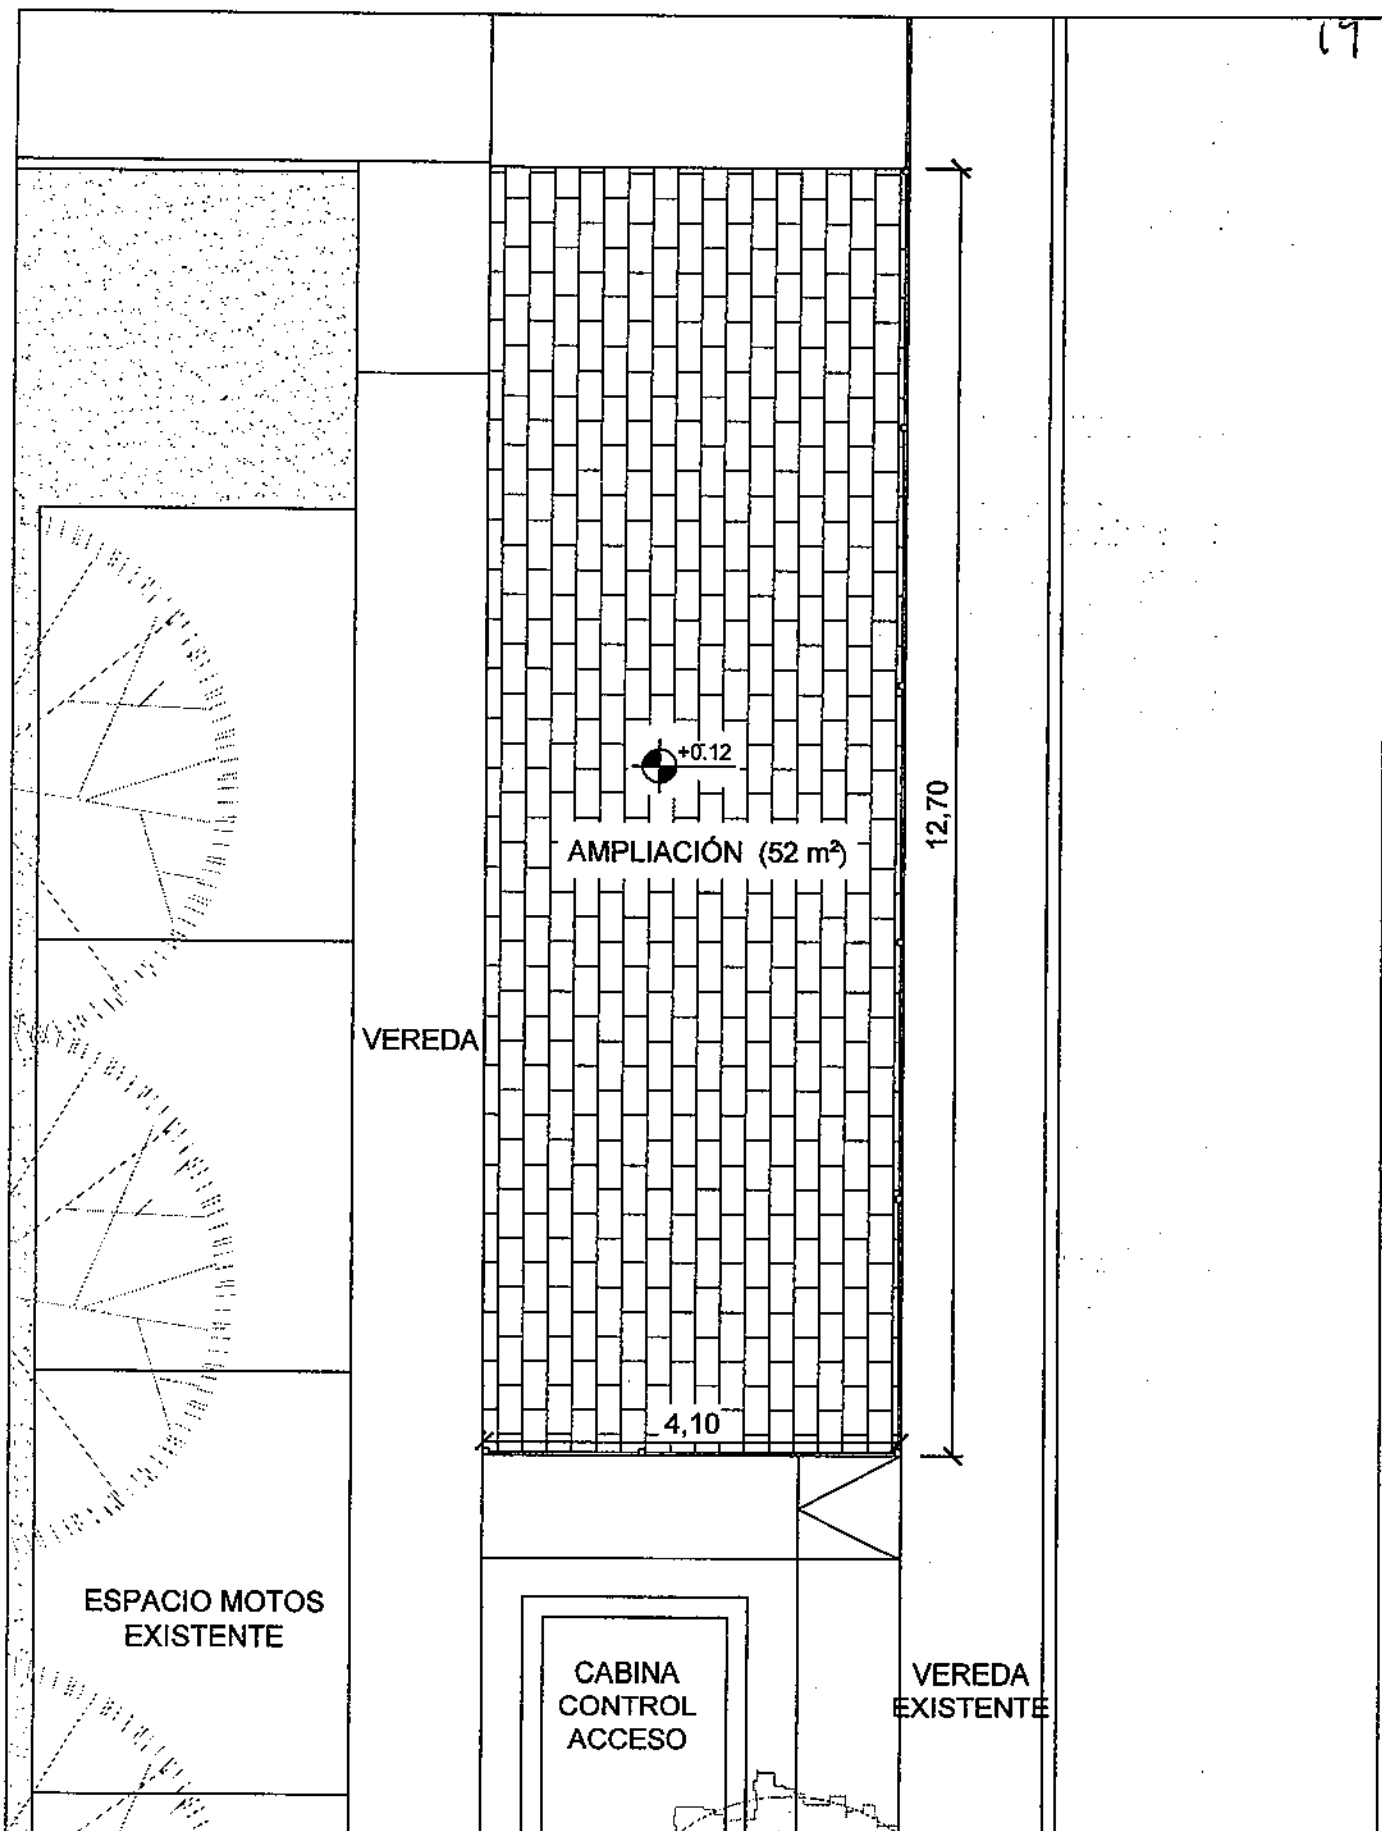 19
+0.12
AMPLIACIÓN (52 m²)
12,70
VEREDA
4,10
ESPACIO MOTOS
EXISTENTE
CABINA
CONTROL
ACCESO
VEREDA
EXISTENTE